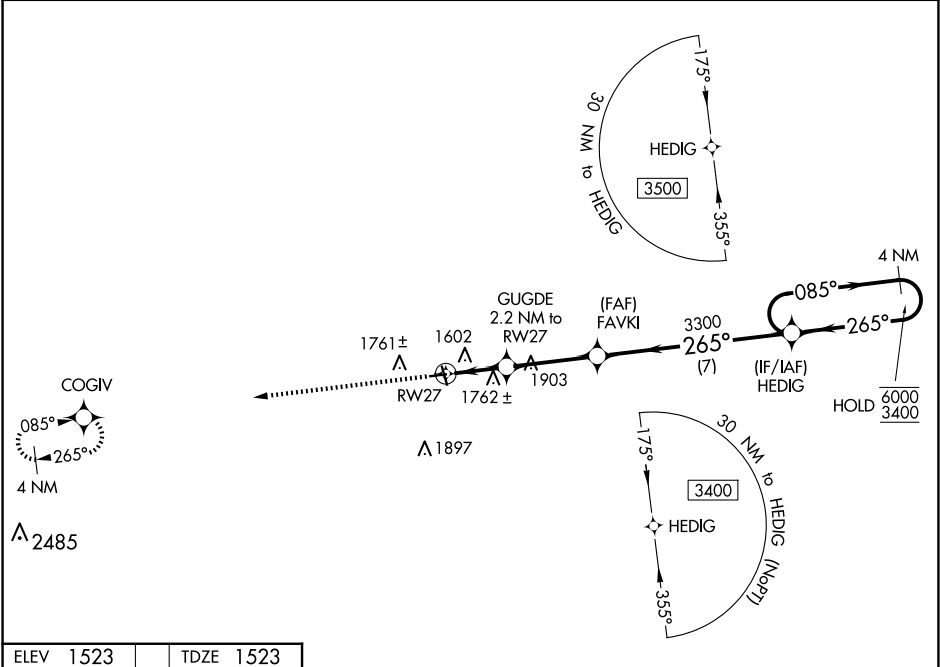 175°
30 NM to HEDIG
HEDIG
3500
355°
4 NM
085°
GUGDE
2.2 NM to
RW27
(FAF)
FAVKI
3300
265°
(7)
265°
(IF/IAF)
HEDIG
HOLD 6000
3400
1761±
1602
RW27
1762±
1903
COGIV
085°
265°
4 NM
1897
2485
175°
30 NM to HEDIG (NoPT)
3400
HEDIG
355°
ELEV 1523
TDZE 1523